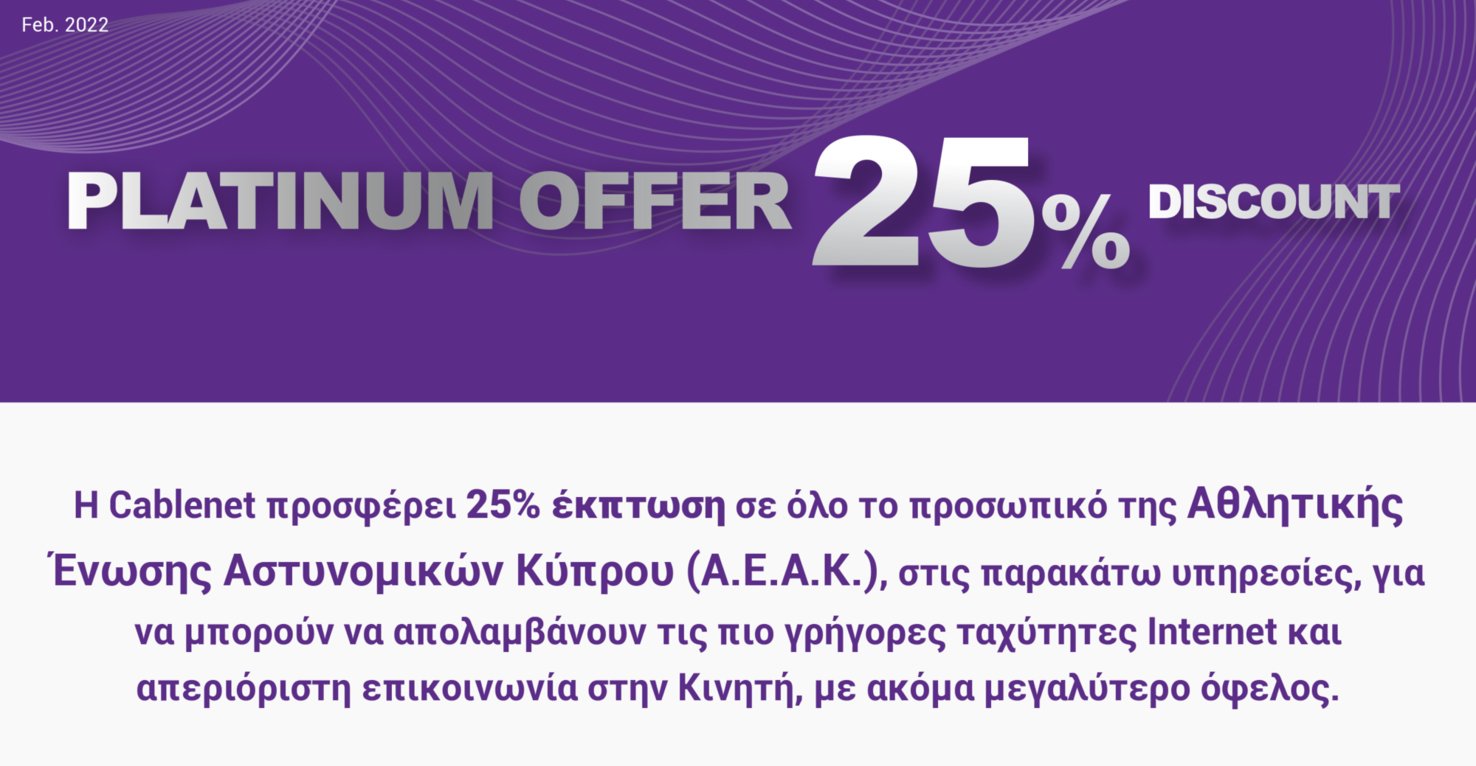 Feb. 2022
PLATINUM OFFER 25% DISCOUNT
Η Cablenet προσφέρει 25% έκπτωση σε όλο το προσωπικό της Αθλητικής
Ένωσης Αστυνομικών Κύπρου (Α.Ε.Α.Κ.), στις παρακάτω υπηρεσίες, για
να μπορούν να απολαμβάνουν τις πιο γρήγορες ταχύτητες Internet και
απεριόριστη επικοινωνία στην Κινητή, με ακόμα μεγαλύτερο όφελος.